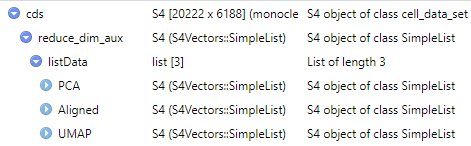 cds S4 [20222 x 6188] (monocle S4 object of class cell_data_set
reduce_dim_aux S4 (S4Vectors::SimpleList) S4 object of class SimpleList
listData list [3] List of length 3
PCA S4 (S4Vectors::SimpleList) S4 object of class SimpleList
Aligned S4 (S4Vectors::SimpleList) S4 object of class SimpleList
UMAP S4 (S4Vectors::SimpleList) S4 object of class SimpleList